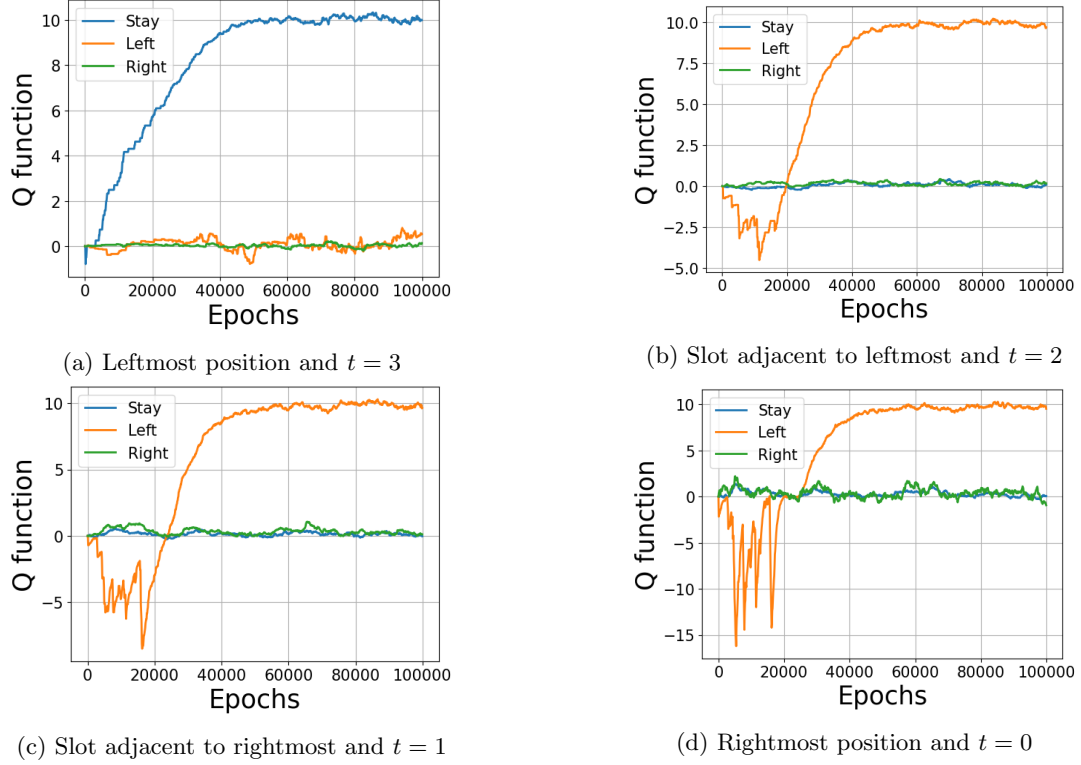 10
8
6
4
2
0
Stay
Left
Right
Q function
0 20000 40000 60000 80000 100000
Epochs
(a) Leftmost position and t = 3
10.0
7.5
5.0
2.5
0.0
−2.5
−5.0
Stay
Left
Right
Q function
0 20000 40000 60000 80000 100000
Epochs
(b) Slot adjacent to leftmost and t = 2
10
5
0
−5
Stay
Left
Right
Q function
0 20000 40000 60000 80000 100000
Epochs
(c) Slot adjacent to rightmost and t = 1
10
5
0
−5
−10
−15
Stay
Left
Right
Q function
0 20000 40000 60000 80000 100000
Epochs
(d) Rightmost position and t = 0